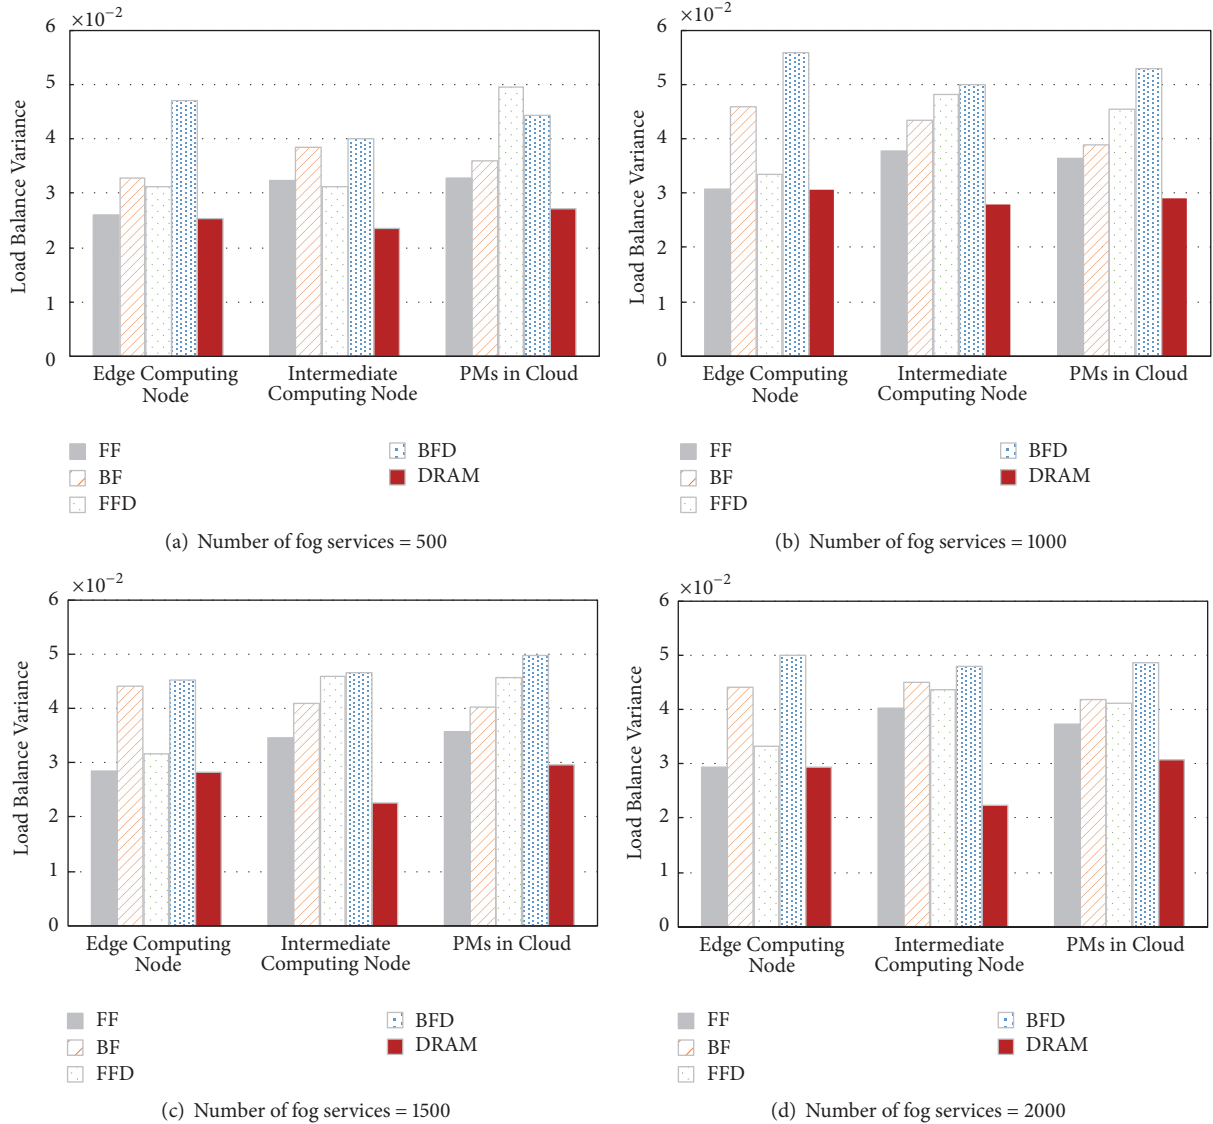 ×10−2
6
5
4
3
2
1
0
Load Balance Variance
Edge Computing
Node
Intermediate
Computing Node
PMs in Cloud
FF
BF
FFD
BFD
DRAM
(a) Number of fog services = 500
×10−2
6
5
4
3
2
1
0
Load Balance Variance
Edge Computing
Node
Intermediate
Computing Node
PMs in Cloud
FF
BF
FFD
BFD
DRAM
(b) Number of fog services = 1000
×10−2
6
5
4
3
2
1
0
Load Balance Variance
Edge Computing
Node
Intermediate
Computing Node
PMs in Cloud
FF
BF
FFD
BFD
DRAM
(c) Number of fog services = 1500
×10−2
6
5
4
3
2
1
0
Load Balance Variance
Edge Computing
Node
Intermediate
Computing Node
PMs in Cloud
FF
BF
FFD
BFD
DRAM
(d) Number of fog services = 2000